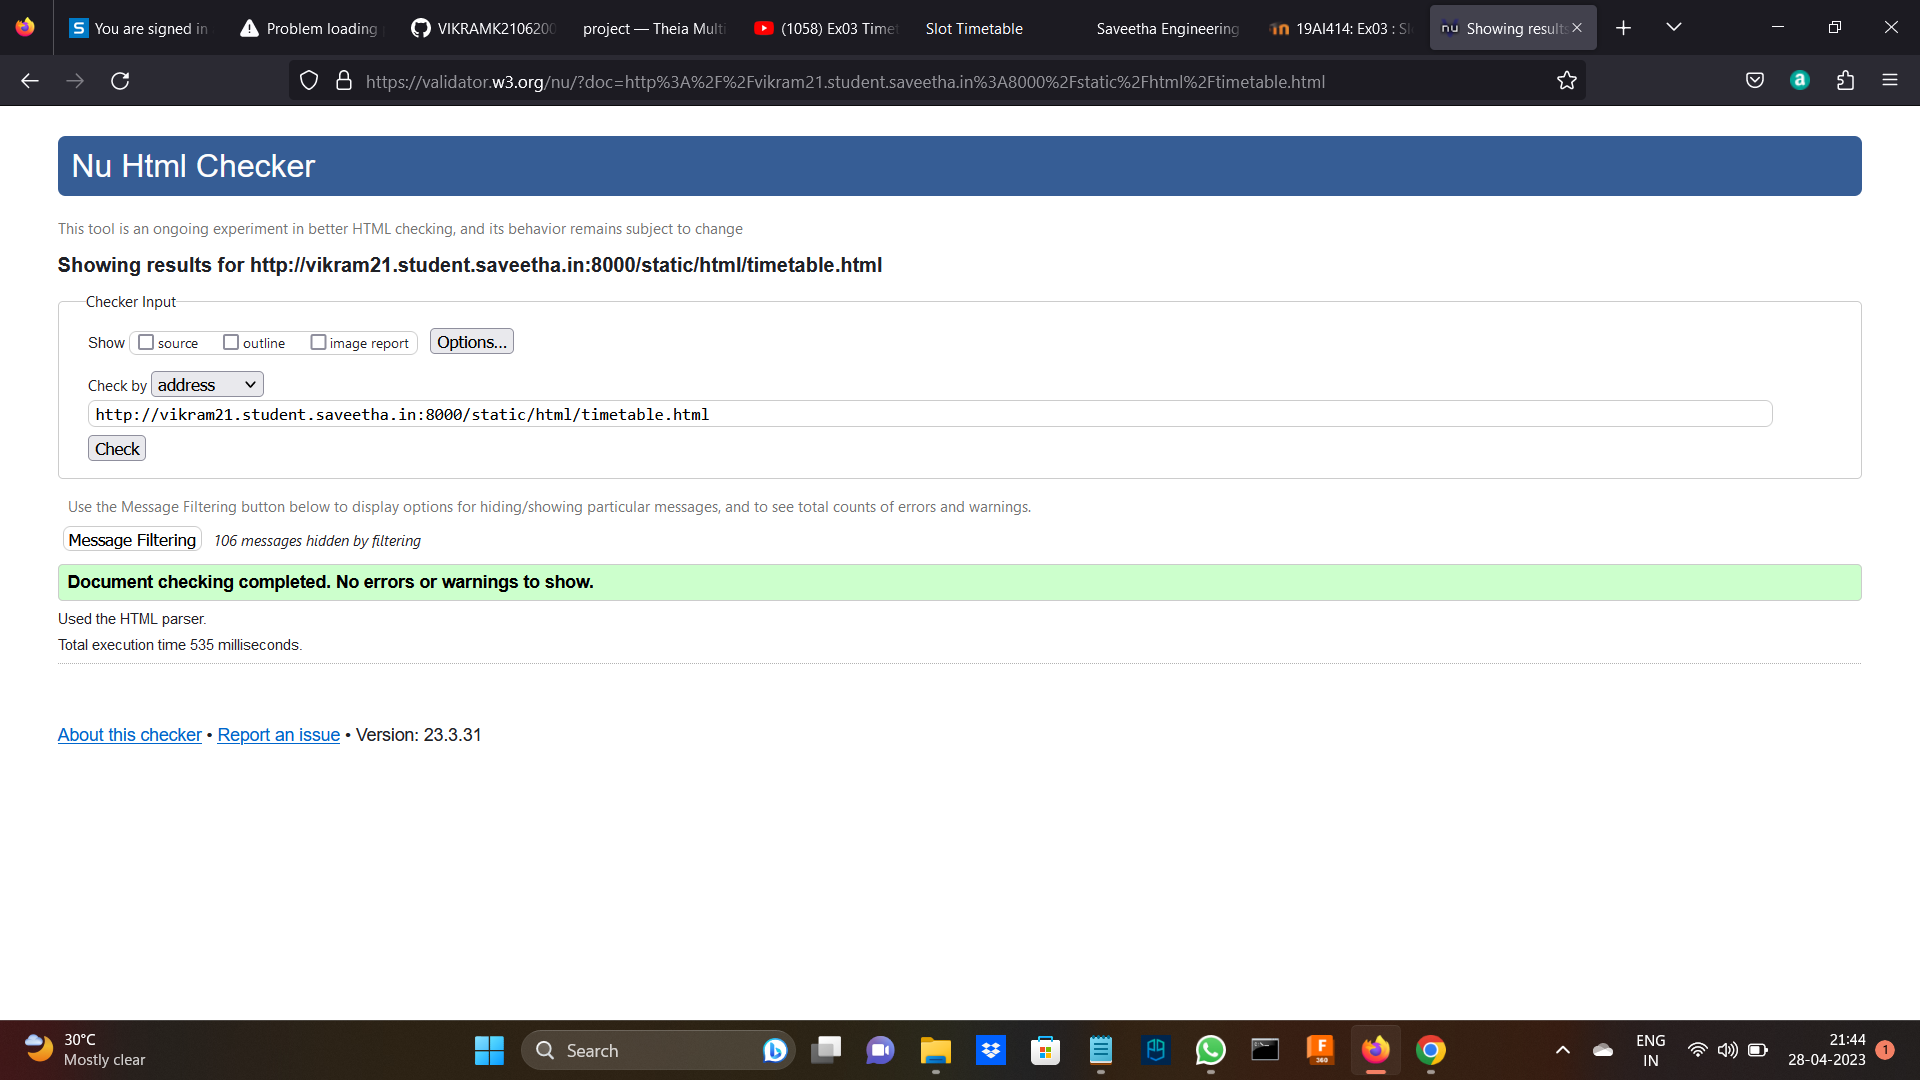 You are signed in
Problem loading
VIKRAMK2106200
project — Theia Multi
(1058) Ex03 Timet
Slot Timetable
Saveetha Engineering
19AI414: Ex03 : Sl
nu Showing results
https://validator.w3.org/nu/?doc=http%3A%2F%2Fvikram21.student.saveetha.in%3A8000%2Fstatic%2Fhtml%2Ftimetable.html
Nu Html Checker
This tool is an ongoing experiment in better HTML checking, and its behavior remains subject to change
Showing results for http://vikram21.student.saveetha.in:8000/static/html/timetable.html
Checker Input
Show source outline image report Options...
Check by address
http://vikram21.student.saveetha.in:8000/static/html/timetable.html
Check
Use the Message Filtering button below to display options for hiding/showing particular messages, and to see total counts of errors and warnings.
Message Filtering 106 messages hidden by filtering
Document checking completed. No errors or warnings to show.
Used the HTML parser.
Total execution time 535 milliseconds.
About this checker • Report an issue • Version: 23.3.31
30°C
Mostly clear
Search
ENG
IN
21:44
28-04-2023
1